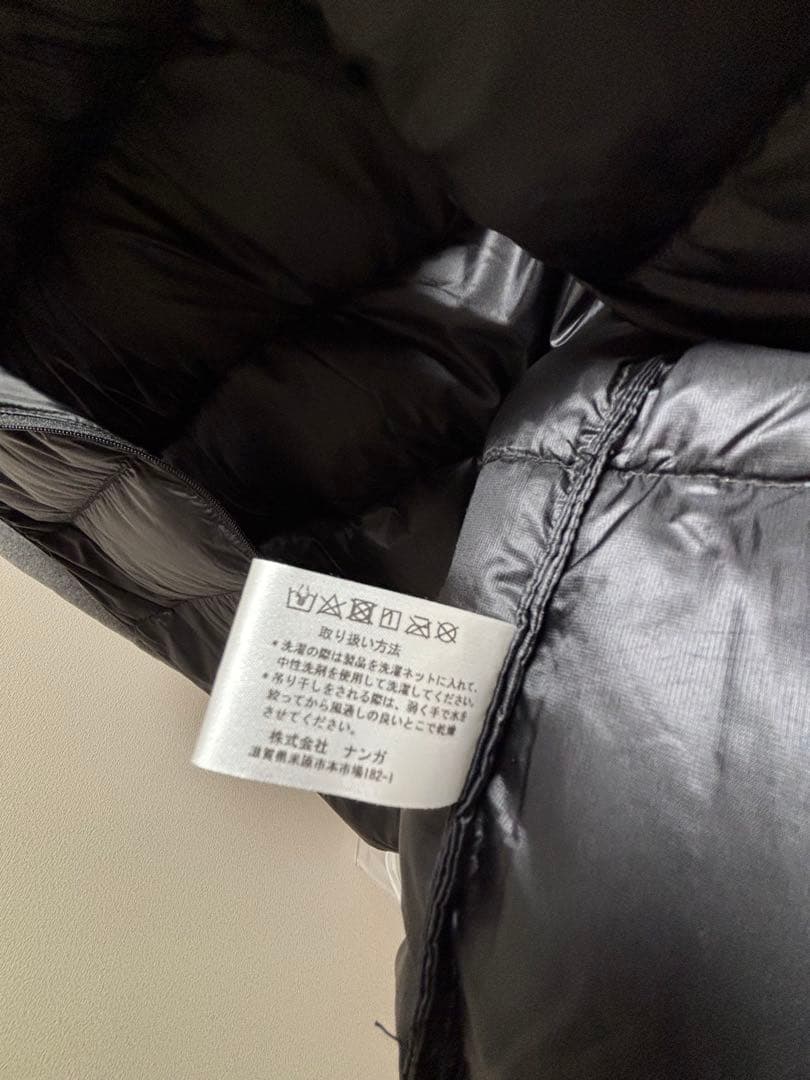 取り扱い方法
*洗濯の際は製品を洗濯ネットに入れて、
中性洗剤を使用して洗濯してください。
*吊り干しをされる際は、弱く手で水を
絞ってから風通しの良いとこで乾燥
させてください。
株式会社 ナンガ
滋賀県米原市本市場182-1